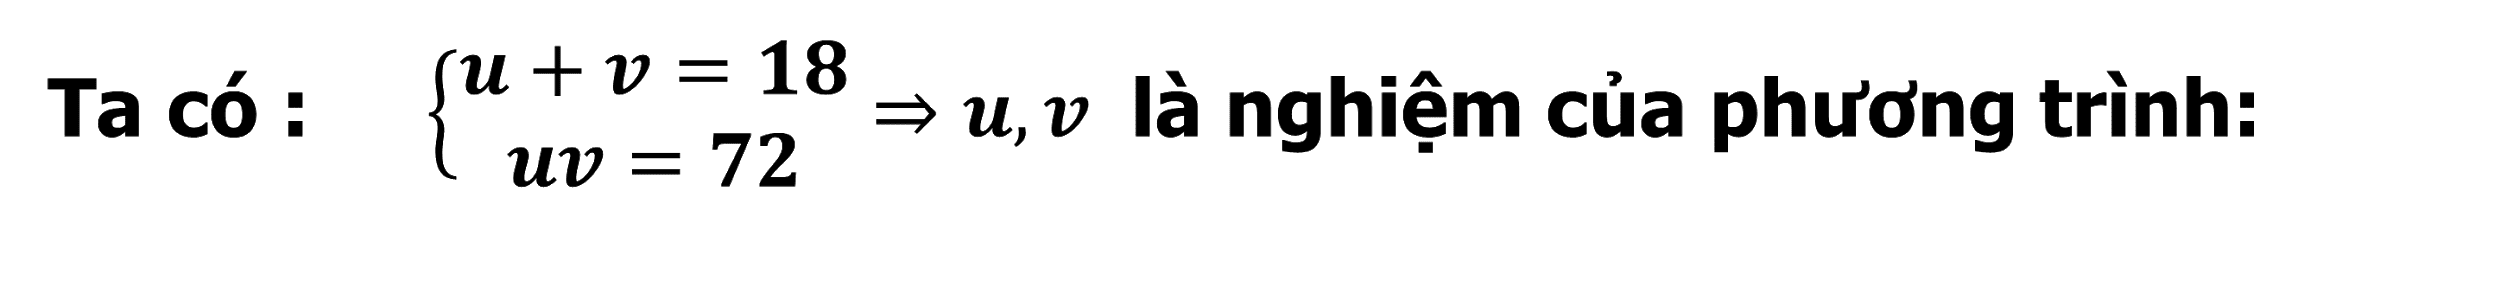 Ta có : { u + v = 18 uv = 72 ⇒ u, v là nghiệm của phương trình: